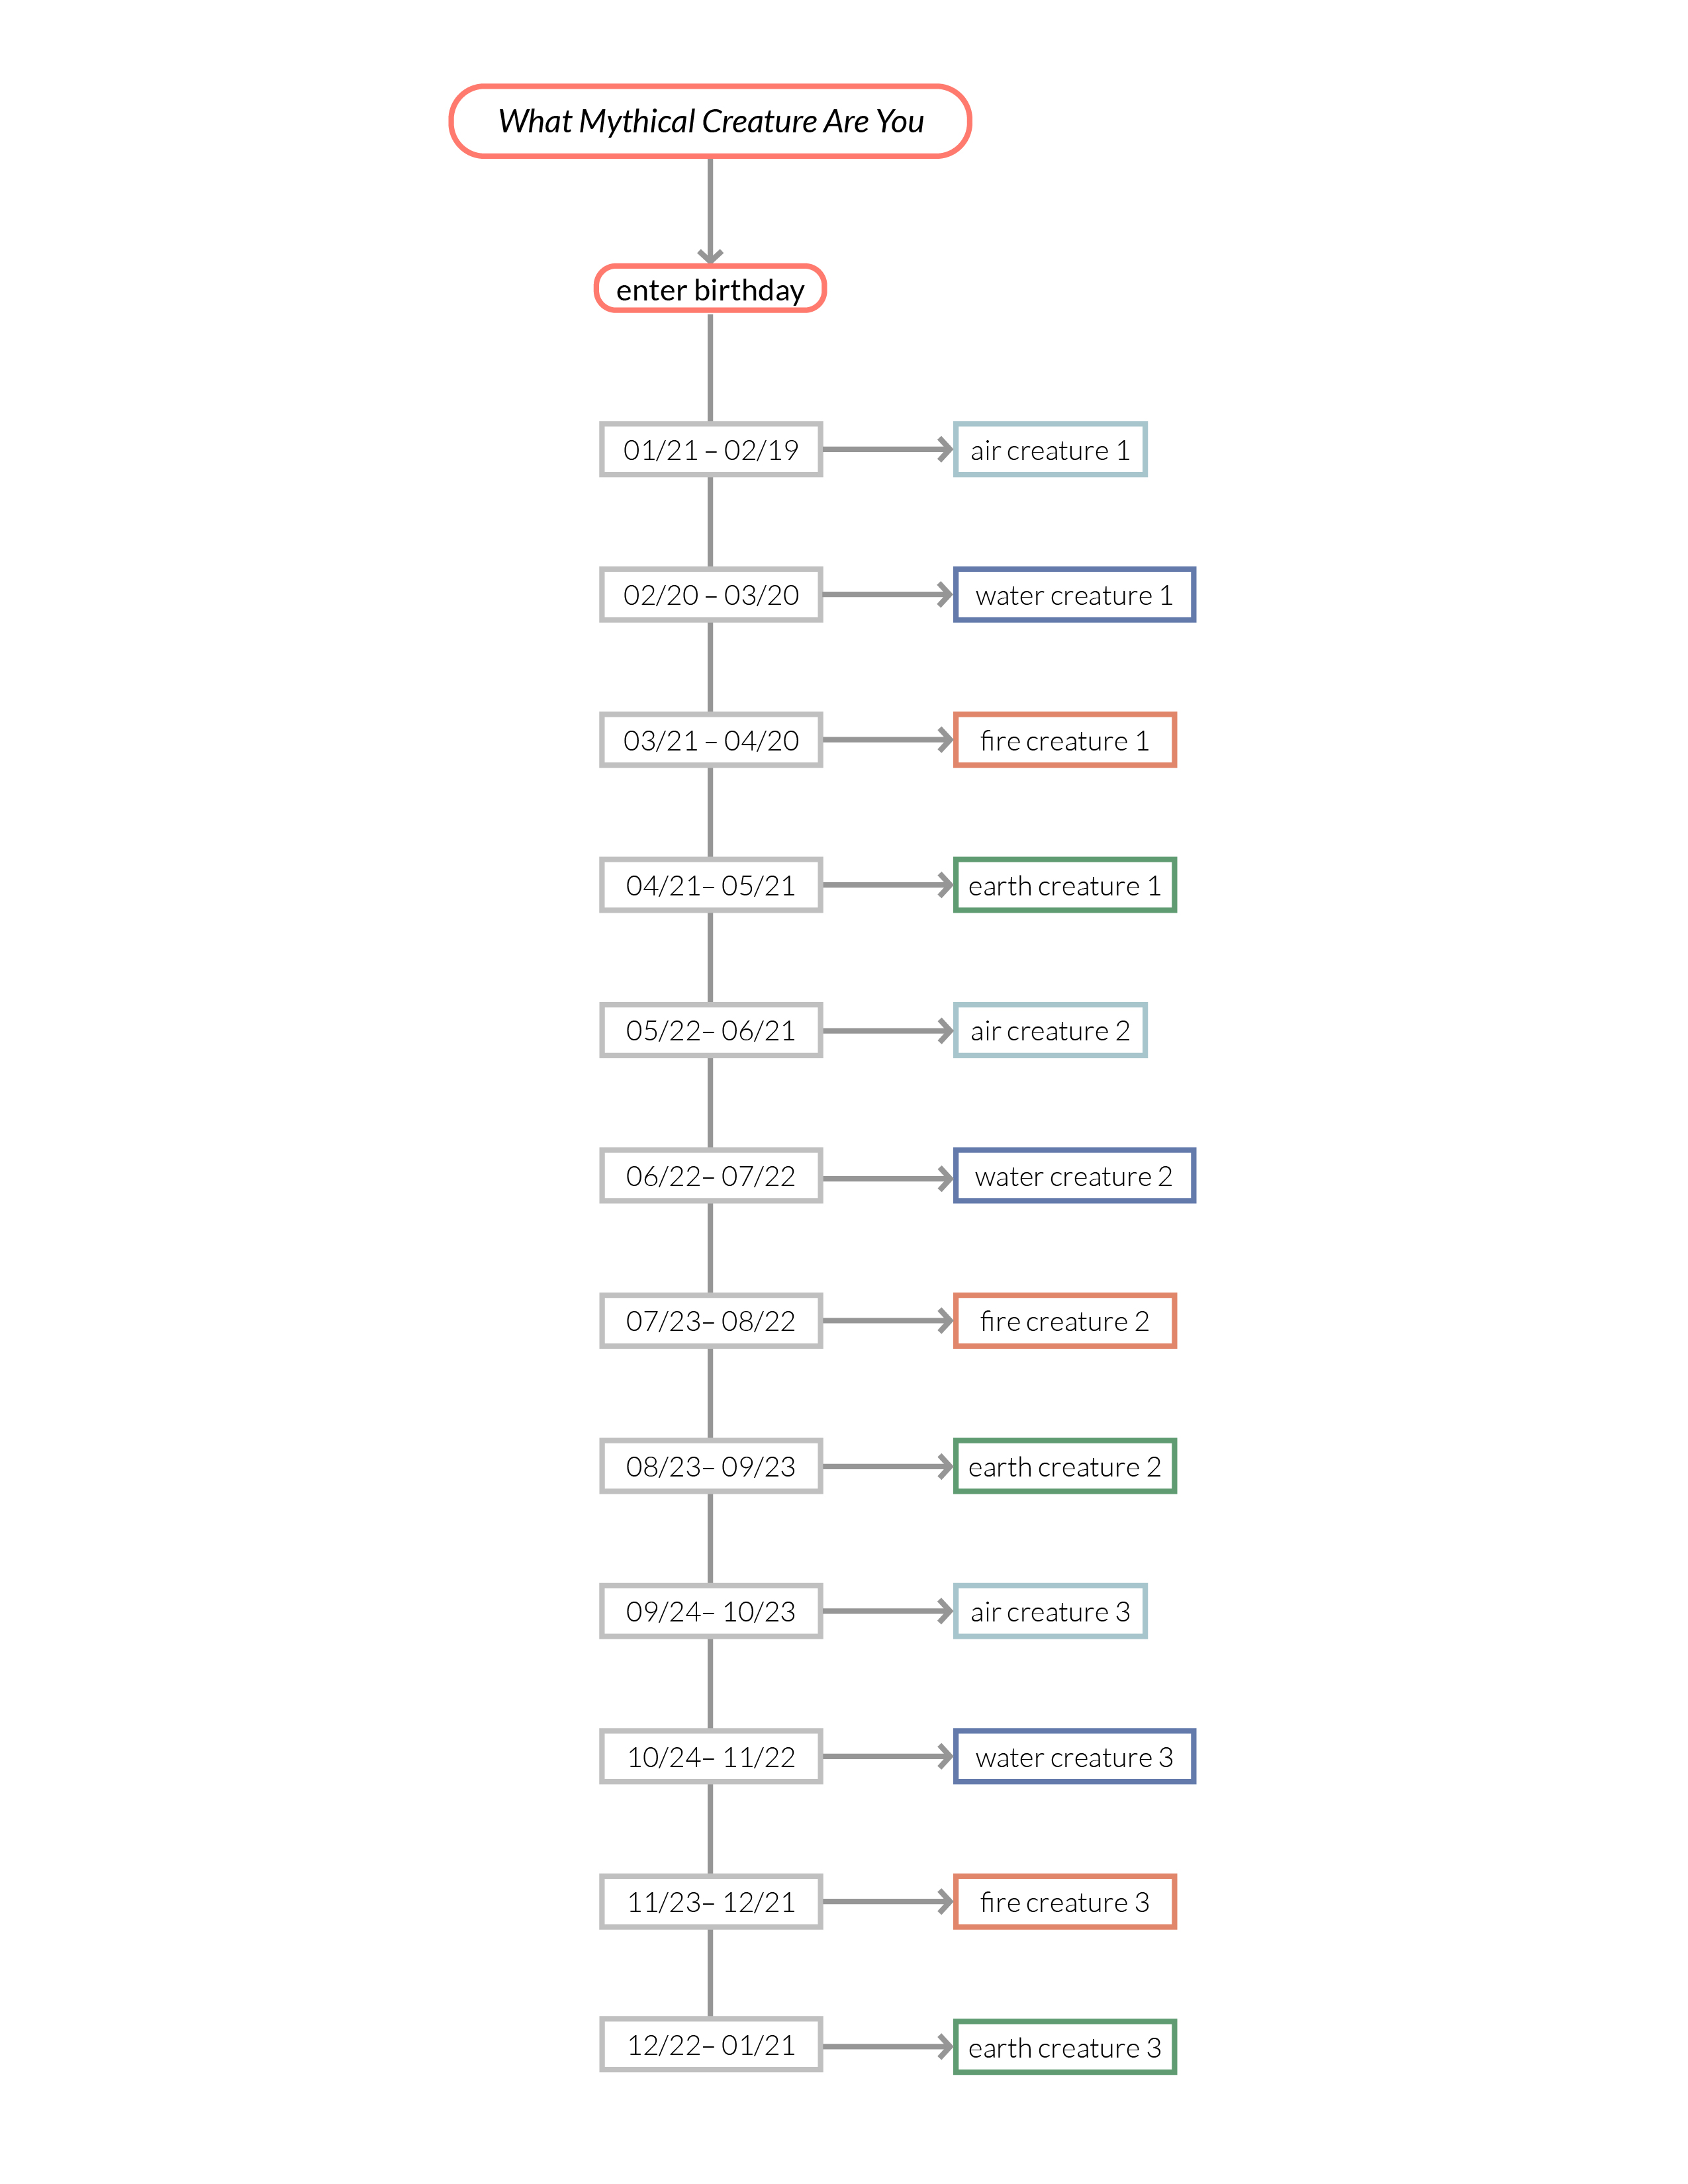 What Mythical Creature Are You
enter birthday
01/21 – 02/19
air creature 1
02/20 – 03/20
water creature 1
03/21 – 04/20
fire creature 1
04/21– 05/21
earth creature 1
05/22– 06/21
air creature 2
06/22– 07/22
water creature 2
07/23– 08/22
fire creature 2
08/23– 09/23
earth creature 2
09/24– 10/23
air creature 3
10/24– 11/22
water creature 3
11/23– 12/21
fire creature 3
12/22– 01/21
earth creature 3